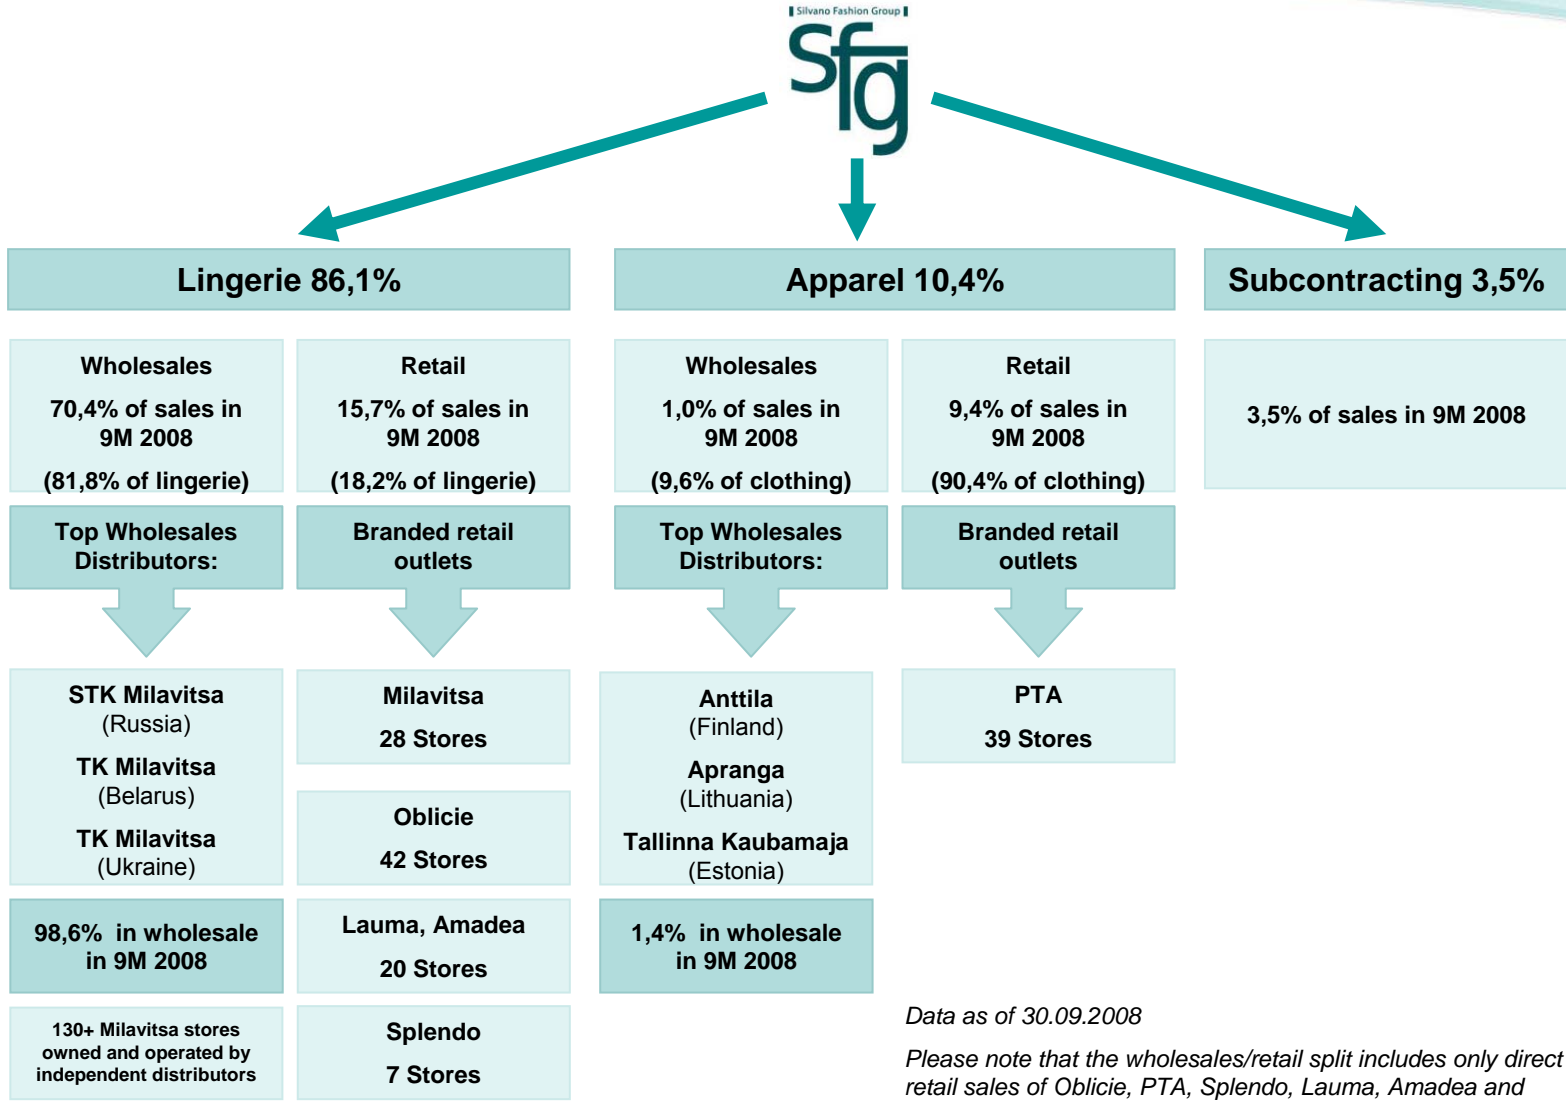 Silvano Fashion Group
sfg
Lingerie 86,1%
Apparel 10,4%
Subcontracting 3,5%
Wholesales
70,4% of sales in
9M 2008
(81,8% of lingerie)
Retail
15,7% of sales in
9M 2008
(18,2% of lingerie)
Wholesales
1,0% of sales in
9M 2008
(9,6% of clothing)
Retail
9,4% of sales in
9M 2008
(90,4% of clothing)
3,5% of sales in 9M 2008
Top Wholesales
Distributors:
Branded retail
outlets
Top Wholesales
Distributors:
Branded retail
outlets
STK Milavitsa
(Russia)
TK Milavitsa
(Belarus)
TK Milavitsa
(Ukraine)
Milavitsa
28 Stores
Oblicie
42 Stores
Anttila
(Finland)
Apranga
(Lithuania)
Tallinna Kaubamaja
(Estonia)
PTA
39 Stores
98,6% in wholesale
in 9M 2008
Lauma, Amadea
20 Stores
1,4% in wholesale
in 9M 2008
130+ Milavitsa stores
owned and operated by
independent distributors
Splendo
7 Stores
Data as of 30.09.2008
Please note that the wholesales/retail split includes only direct
retail sales of Oblicie, PTA, Splendo, Lauma, Amadea and